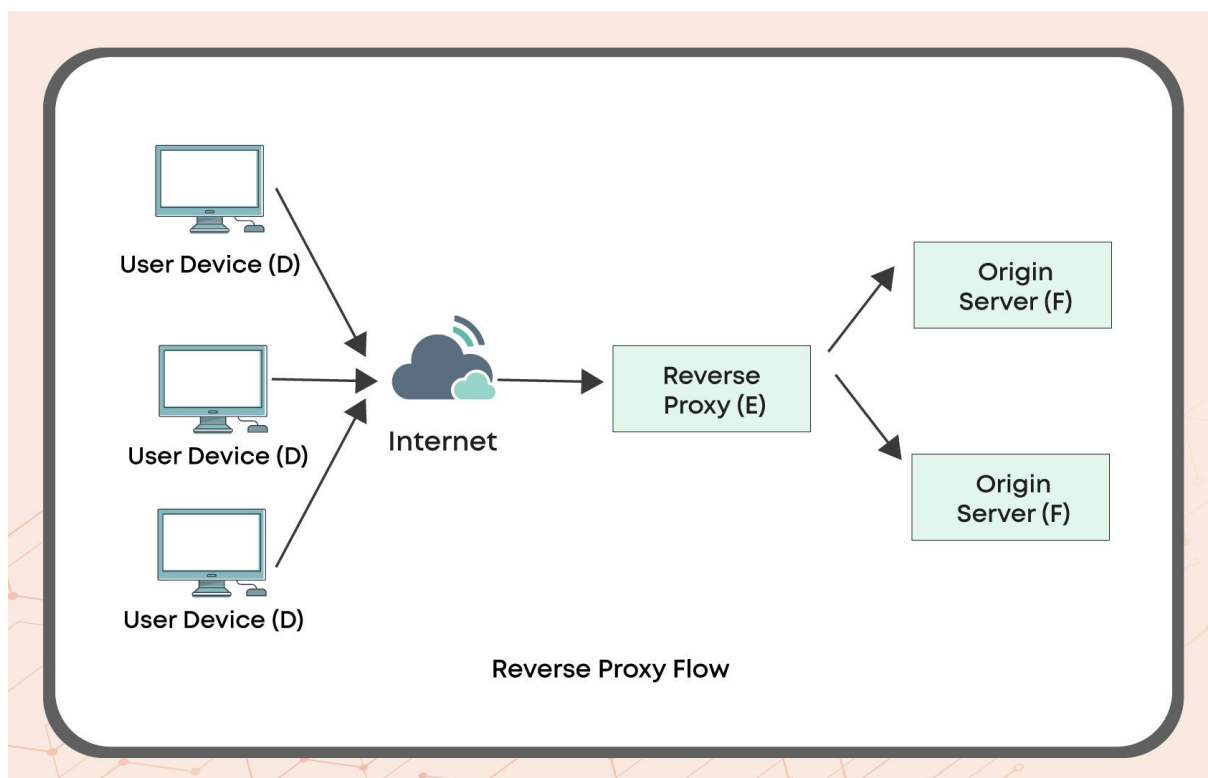 User Device (D)
User Device (D)
User Device (D)
Internet
Reverse
Proxy (E)
Origin
Server (F)
Origin
Server (F)
Reverse Proxy Flow